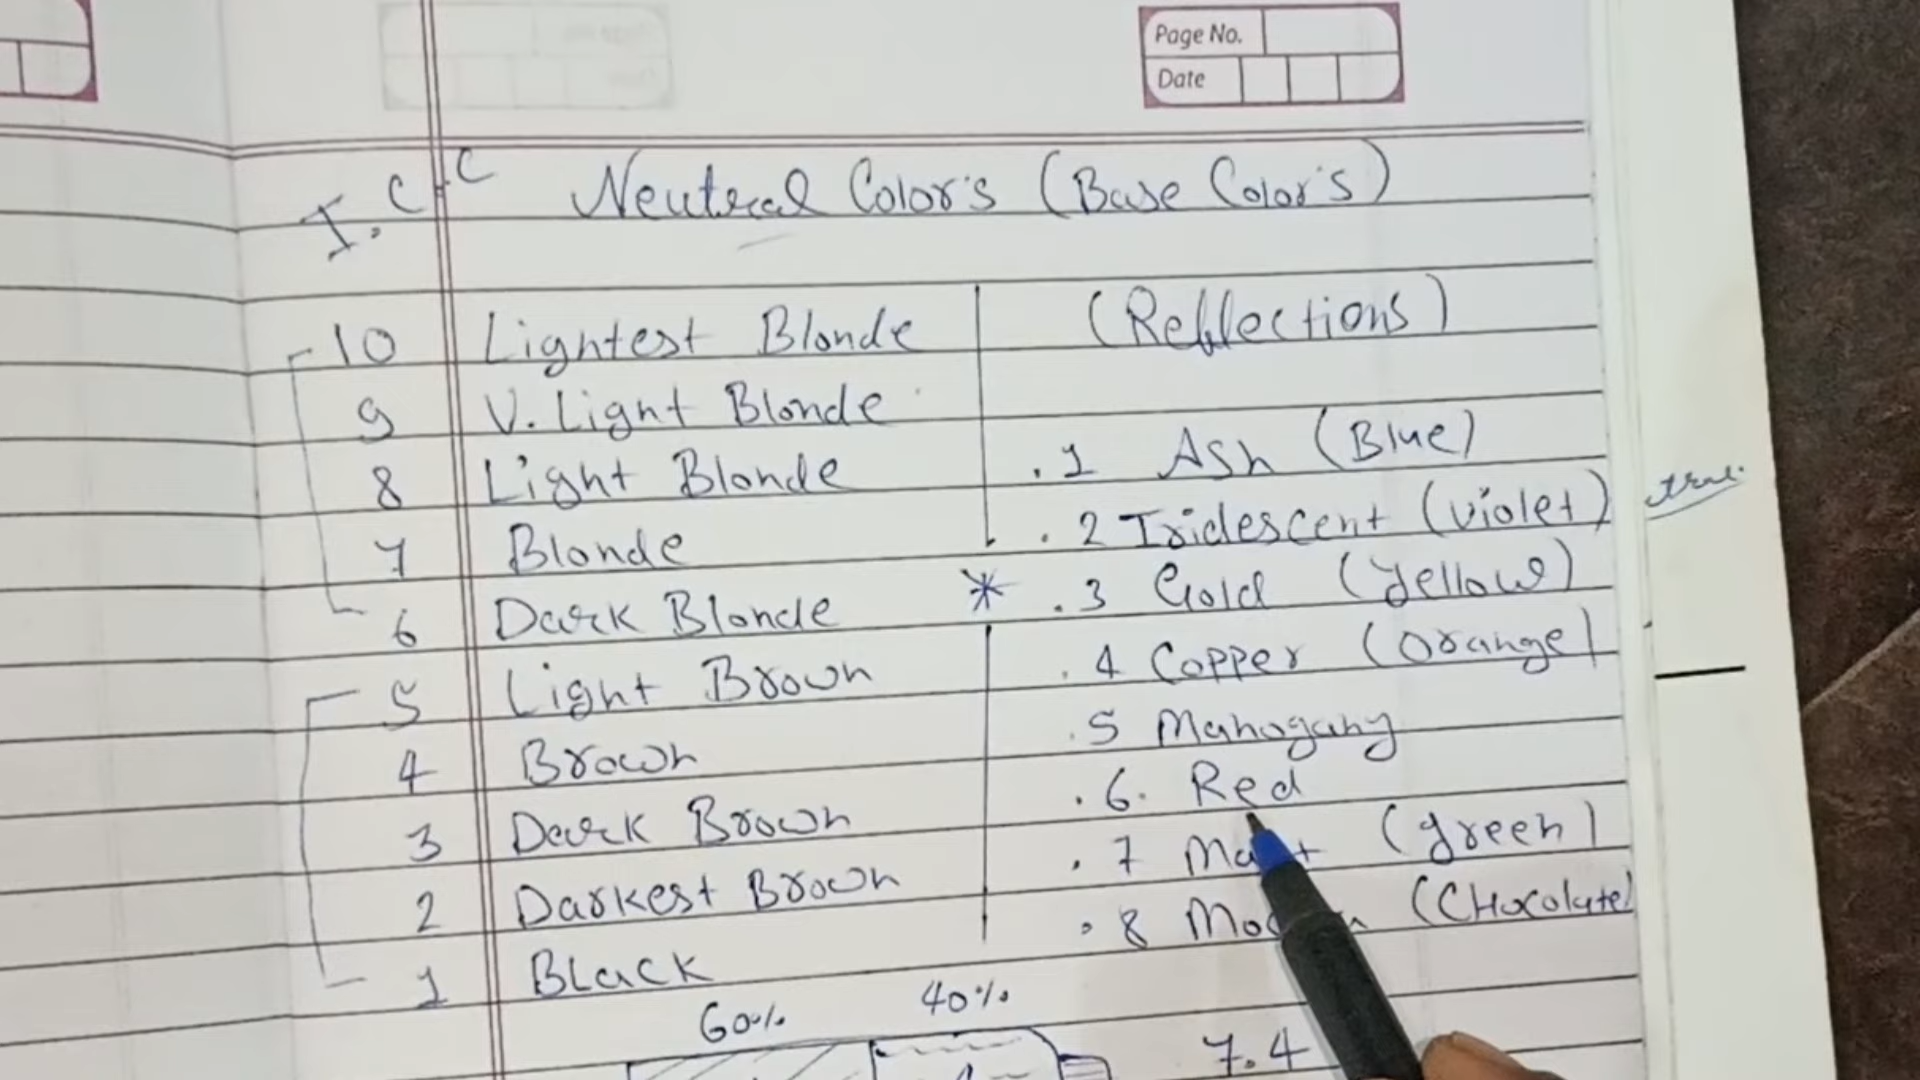 Page No.
Date
I.C.C Neutral Color's (Base Color's)
10 Lightest Blonde (Reflections)
9 V. Light Blonde
8 Light Blonde .1 Ash (Blue)
7 Blonde .2 Iridescent (violet)
6 Dark Blonde * .3 Gold (yellow)
5 Light Brown .4 Copper (Orange)
4 Brown .5 Mahogany
3 Dark Brown .6. Red
2 Darkest Brown .7 (green)
1 Black .8 (CHocolate)
60% 40%
7.4